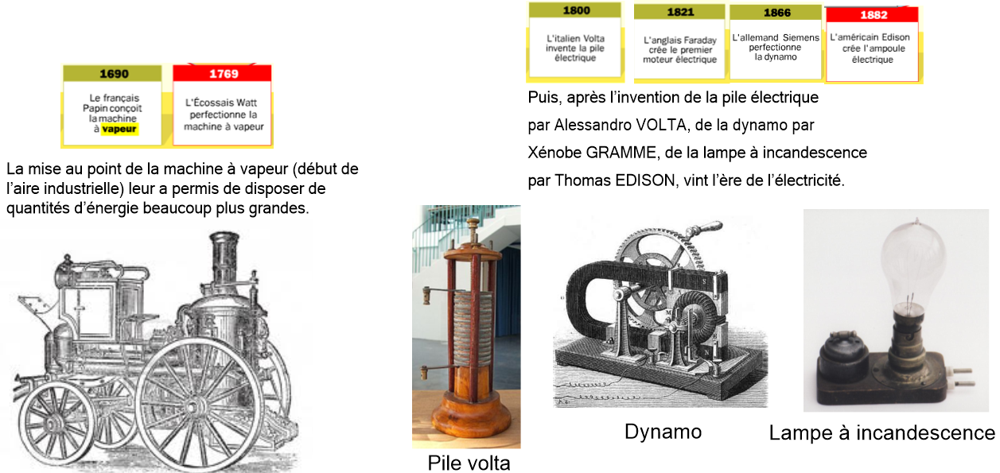 1690
Le français
Papin conçoit
la machine
à vapeur
1769
L'Écossais Watt
perfectionne la
machine à vapeur
La mise au point de la machine à vapeur (début de
l'aire industrielle) leur a permis de disposer de
quantités d'énergie beaucoup plus grandes.
1800
L'italien Volta
invente la pile
électrique
1821
L'anglais Faraday
crée le premier
moteur électrique
1866
L'allemand Siemens
perfectionne
la dynamo
1882
L'américain Edison
crée l'ampoule
électrique
Puis, après l'invention de la pile électrique
par Alessandro VOLTA, de la dynamo par
Xénobe GRAMME, de la lampe à incandescence
par Thomas EDISON, vint l'ère de l'électricité.
Pile volta
Dynamo
Lampe à incandescence